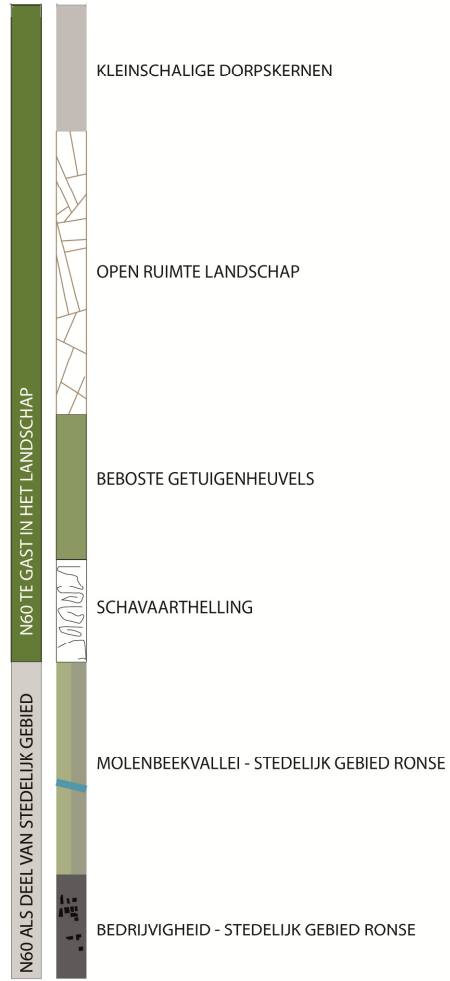 KLEINSCHALIGE DORPSKERNEN
OPEN RUIMTE LANDSCHAP
N60 TE GAST IN HET LANDSCHAP
BEBOSTE GETUIGENHEUVELS
SCHAVAARTHELLING
N60 ALS DEEL VAN STEDELIJK GEBIED
MOLENBEEKVALLEI - STEDELIJK GEBIED RONSE
BEDRIJVIGHEID - STEDELIJK GEBIED RONSE